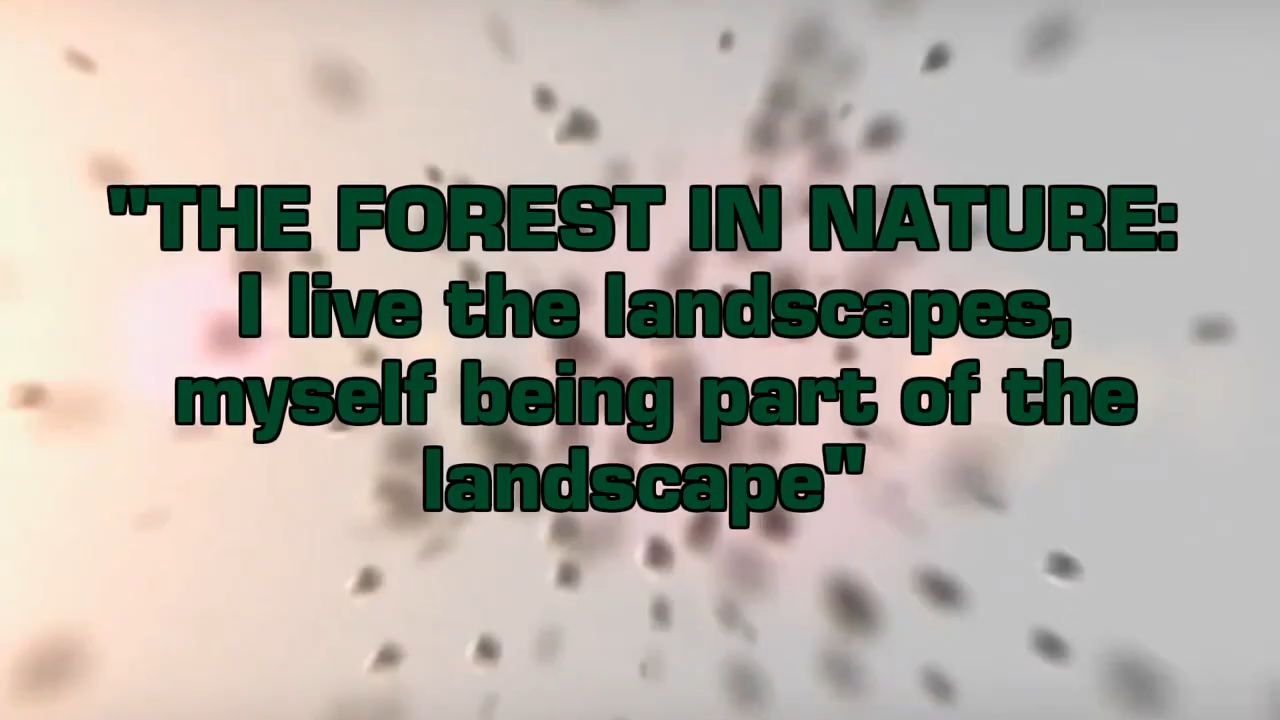 "THE FOREST IN NATURE:
I live the landscapes,
myself being part of the
landscape"